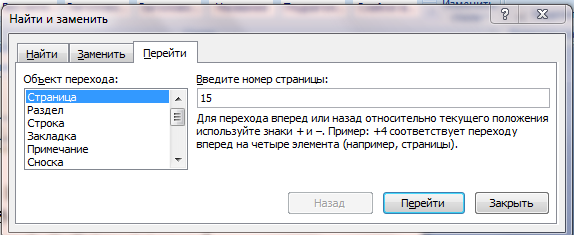 Изменить
Найти и заменить
Найти Заменить Перейти
Объект перехода: Введите номер страницы:
Страница 15
Раздел
Строка
Закладка
Примечание
Сноска
Для перехода вперед или назад относительно текущего положения
используйте знаки + и –. Пример: +4 соответствует переходу
вперед на четыре элемента (например, страницы).
Назад Перейти Закрыть